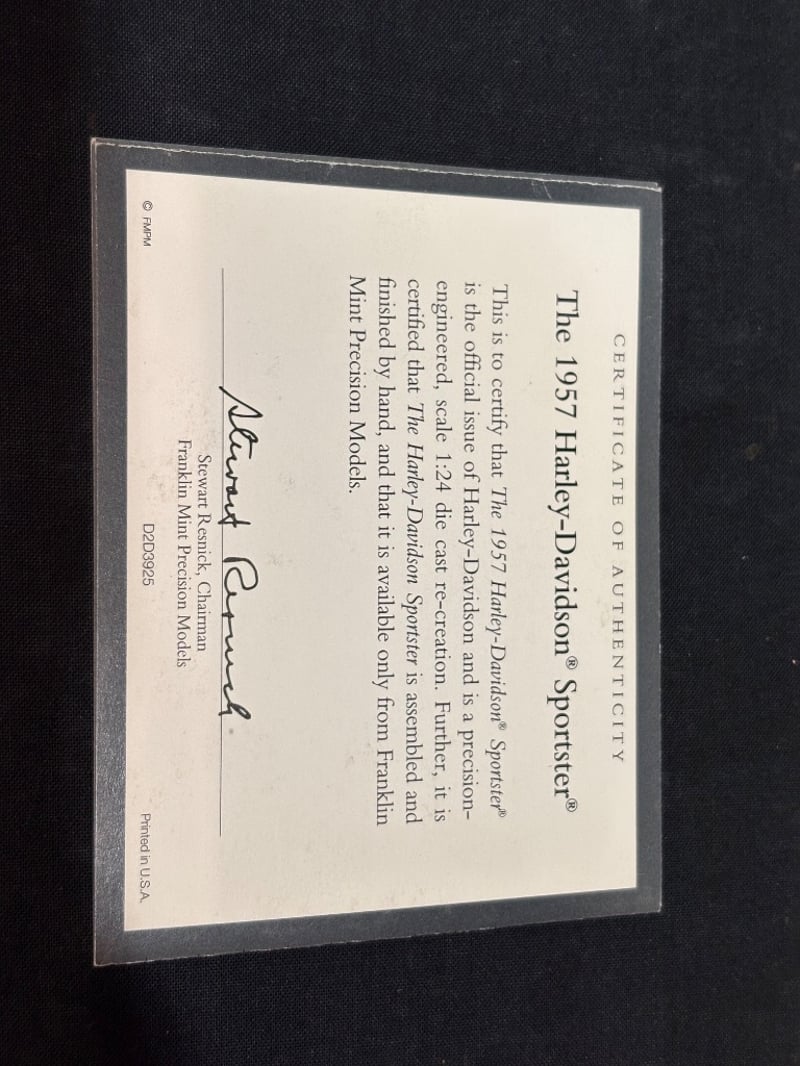 CERTIFICATE OF AUTHENTICITY
The 1957 Harley-Davidson® Sportster®
This is to certify that The 1957 Harley-Davidson® Sportster®
is the official issue of Harley-Davidson and is a precision-
engineered, scale 1:24 die cast re-creation. Further, it is
certified that The Harley-Davidson Sportster is assembled and
finished by hand, and that it is available only from Franklin
Mint Precision Models.
Stewart Resnick
Stewart Resnick, Chairman
Franklin Mint Precision Models
© FMPM
D2D3925
Printed in U.S.A.